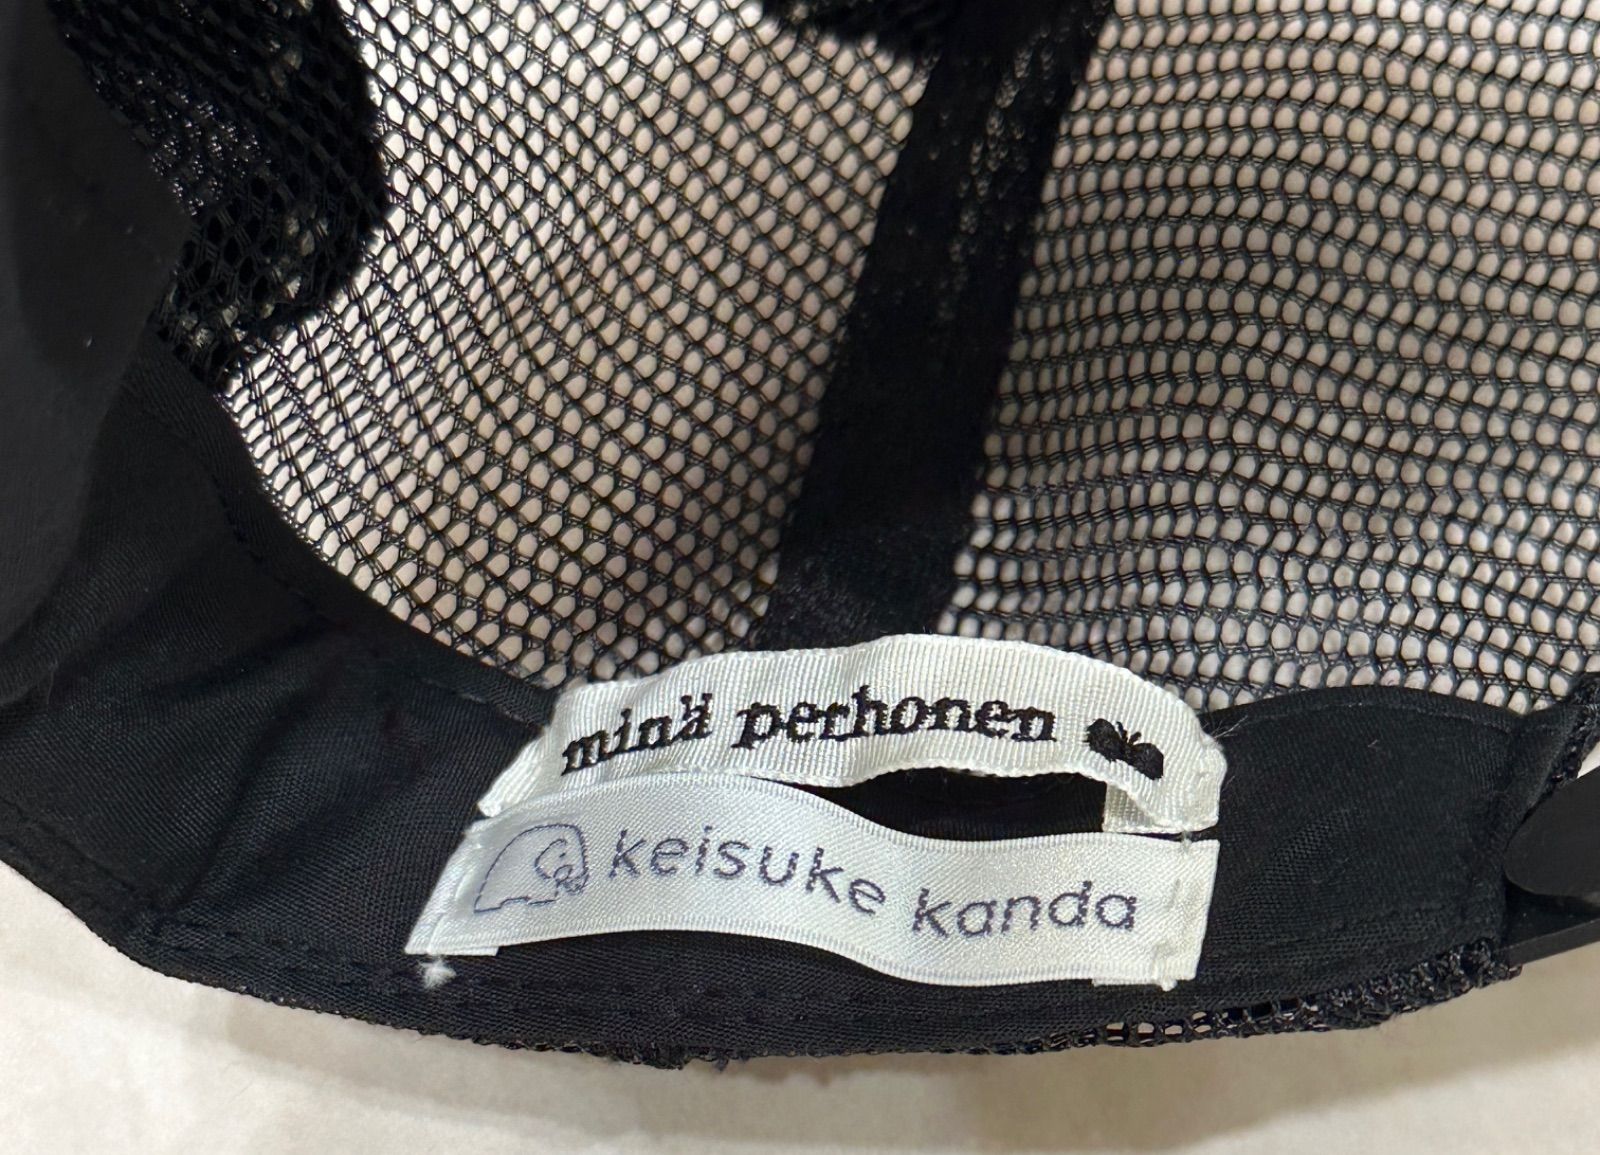 minä perhonen
keisuke kanda